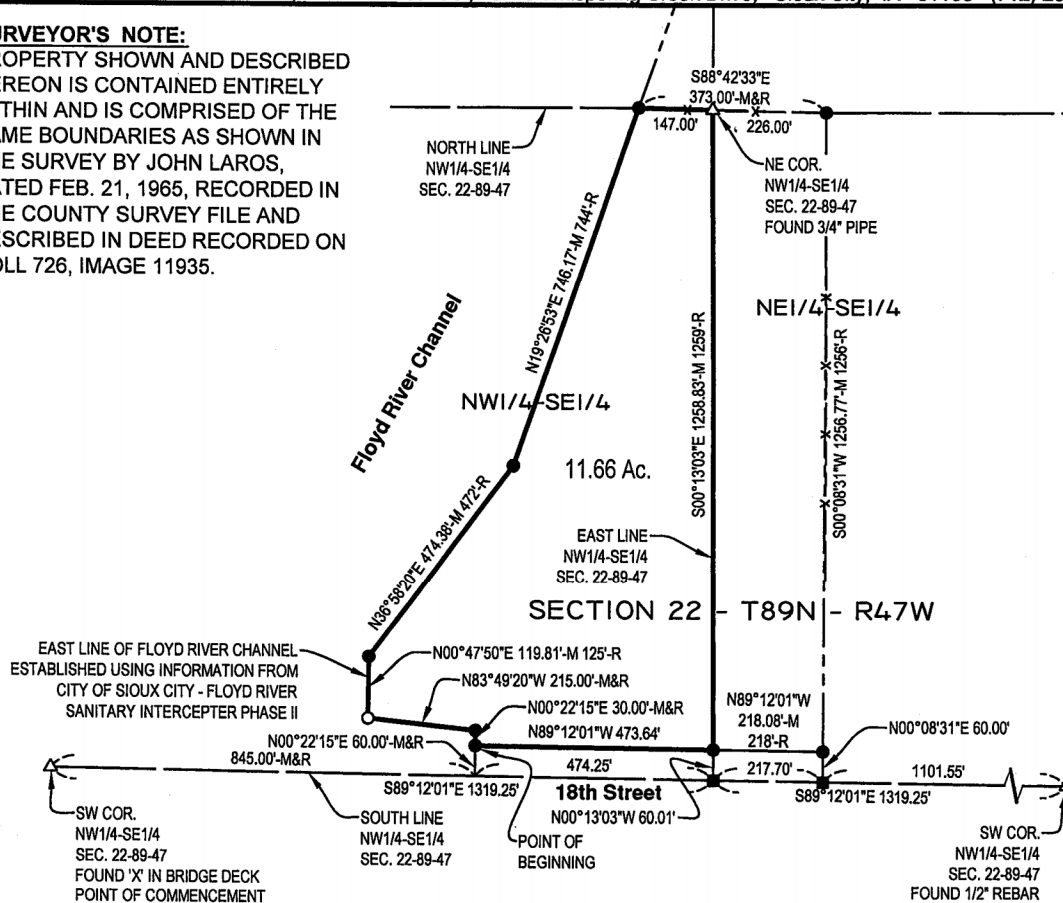 SURVEYOR'S NOTE:
PROPERTY SHOWN AND DESCRIBED
HEREON IS CONTAINED ENTIRELY
WITHIN AND IS COMPRISED OF THE
SAME BOUNDARIES AS SHOWN IN
THE SURVEY BY JOHN LAROS,
DATED FEB. 21, 1965, RECORDED IN
THE COUNTY SURVEY FILE AND
DESCRIBED IN DEED RECORDED ON
ROLL 726, IMAGE 11935.
S88°42'33"E
373.00'-M&R
147.00'
226.00'
NORTH LINE
NW1/4-SE1/4
SEC. 22-89-47
NE COR.
NW1/4-SE1/4
SEC. 22-89-47
FOUND 3/4" PIPE
N19°26'53"E 746.17'-M 744'-R
Floyd River Channel
NW1/4-SE1/4
NE1/4-SE1/4
S00°13'03"E 1258.83'-M 1259'-R
S00°08'31"W 1256.77'-M 1256'-R
11.66 Ac.
EAST LINE
NW1/4-SE1/4
SEC. 22-89-47
N36°58'20"E 474.38'-M 472'-R
SECTION 22 - T89N - R47W
EAST LINE OF FLOYD RIVER CHANNEL
ESTABLISHED USING INFORMATION FROM
CITY OF SIOUX CITY - FLOYD RIVER
SANITARY INTERCEPTER PHASE II
N00°47'50"E 119.81'-M 125'-R
N83°49'20"W 215.00'-M&R
N00°22'15"E 30.00'-M&R
N89°12'01"W 473.64'
N89°12'01"W
218.08'-M
218'-R
N00°08'31"E 60.00'
N00°22'15"E 60.00'-M&R
845.00'-M&R
474.25'
217.70'
1101.55'
S89°12'01"E 1319.25'
18th Street
S89°12'01"E 1319.25'
N00°13'03"W 60.01'
SW COR.
NW1/4-SE1/4
SEC. 22-89-47
FOUND 'X' IN BRIDGE DECK
POINT OF COMMENCEMENT
SOUTH LINE
NW1/4-SE1/4
SEC. 22-89-47
POINT OF
BEGINNING
SW COR.
NW1/4-SE1/4
SEC. 22-89-47
FOUND 1/2" REBAR